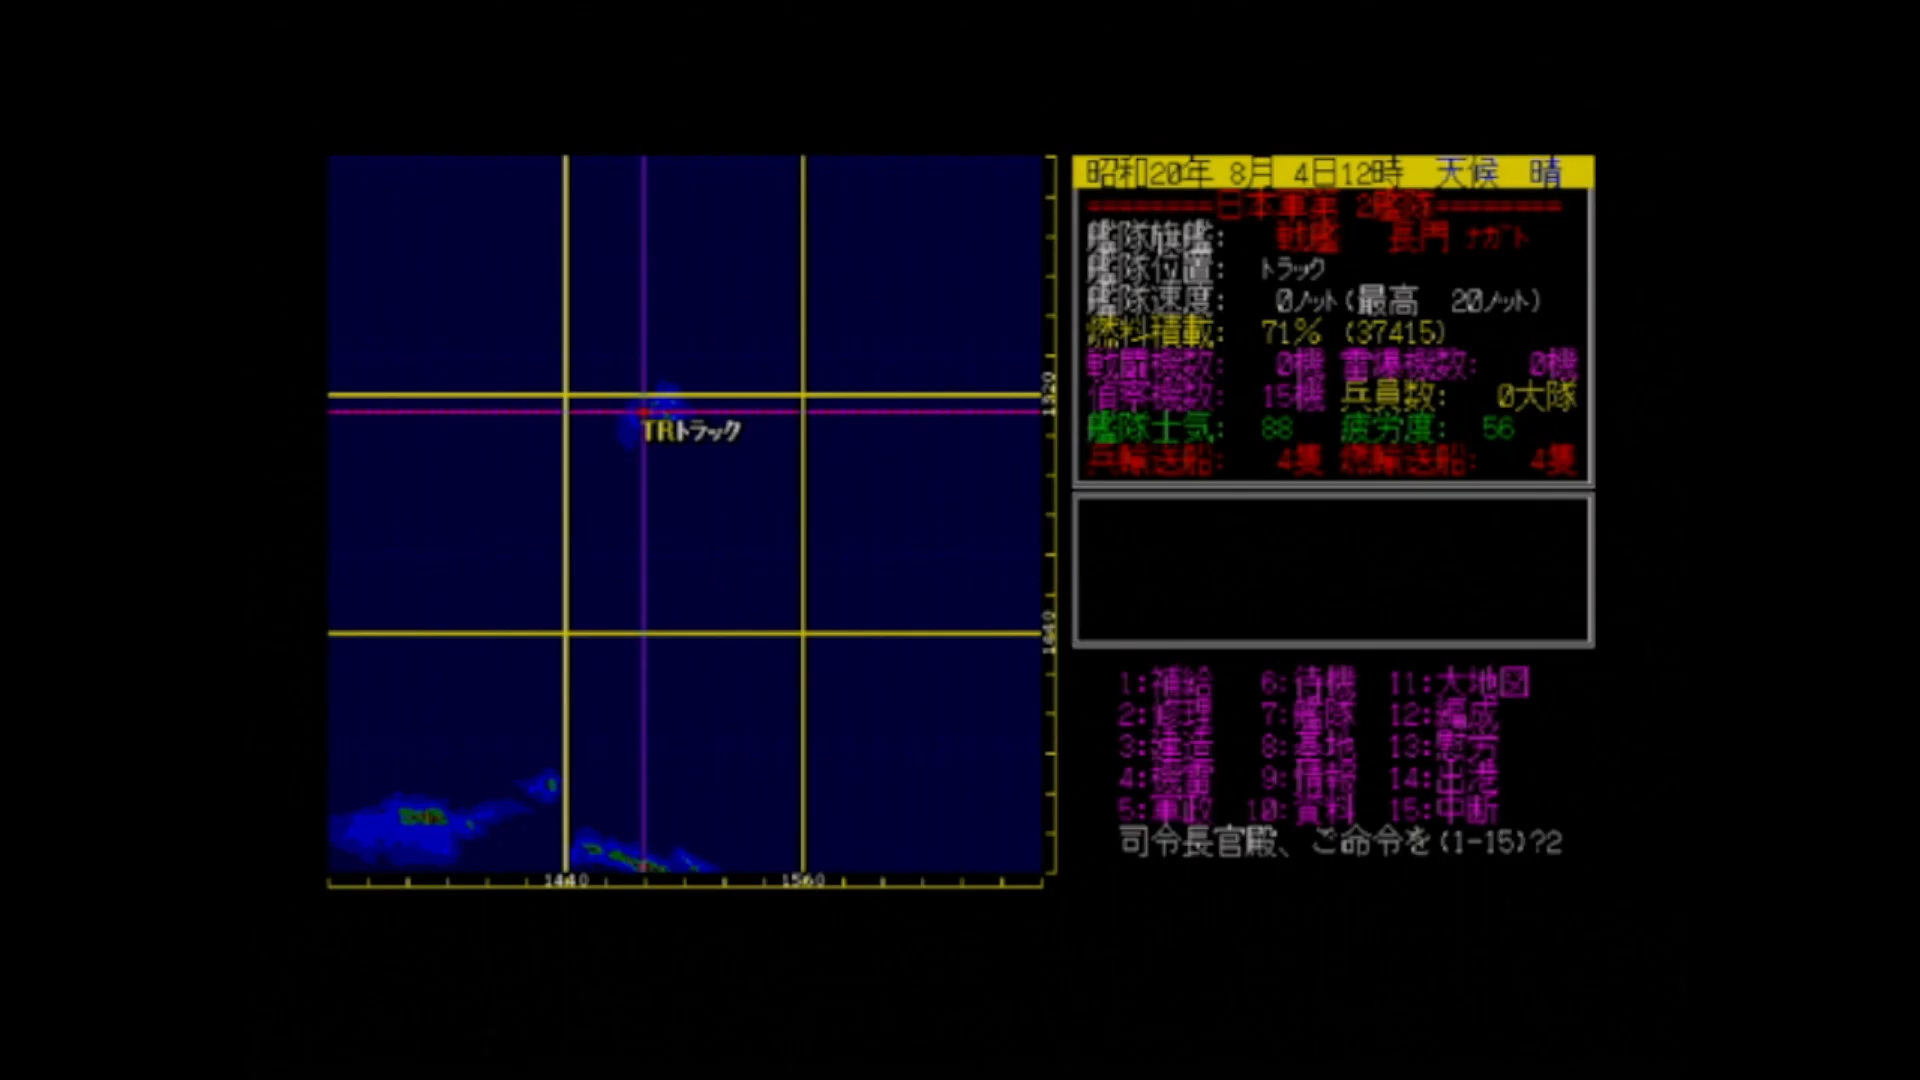 昭和20年 8月 4日12時 天候 晴
========日本軍第 2艦隊========
艦隊旗艦: 戦艦 長門 ナガト
艦隊位置: トラック
艦隊速度: 0ノット(最高 20ノット)
燃料積載: 71% (37415)
戦闘機数: 0機 雷爆機数: 0機
偵察機数: 15機 兵員数: 0大隊
艦隊士気: 88 疲労度: 56
兵輸送船: 4隻 燃輸送船: 4隻
1320
TRトラック
1440
1440 1560
1:補給 6:待機 11:大地図
2:修理 7:艦隊 12:編成
3:建造 8:基地 13:慰労
4:機雷 9:情報 14:出港
5:軍政 10:資料 15:中断
司令長官殿、ご命令を(1-15)?2